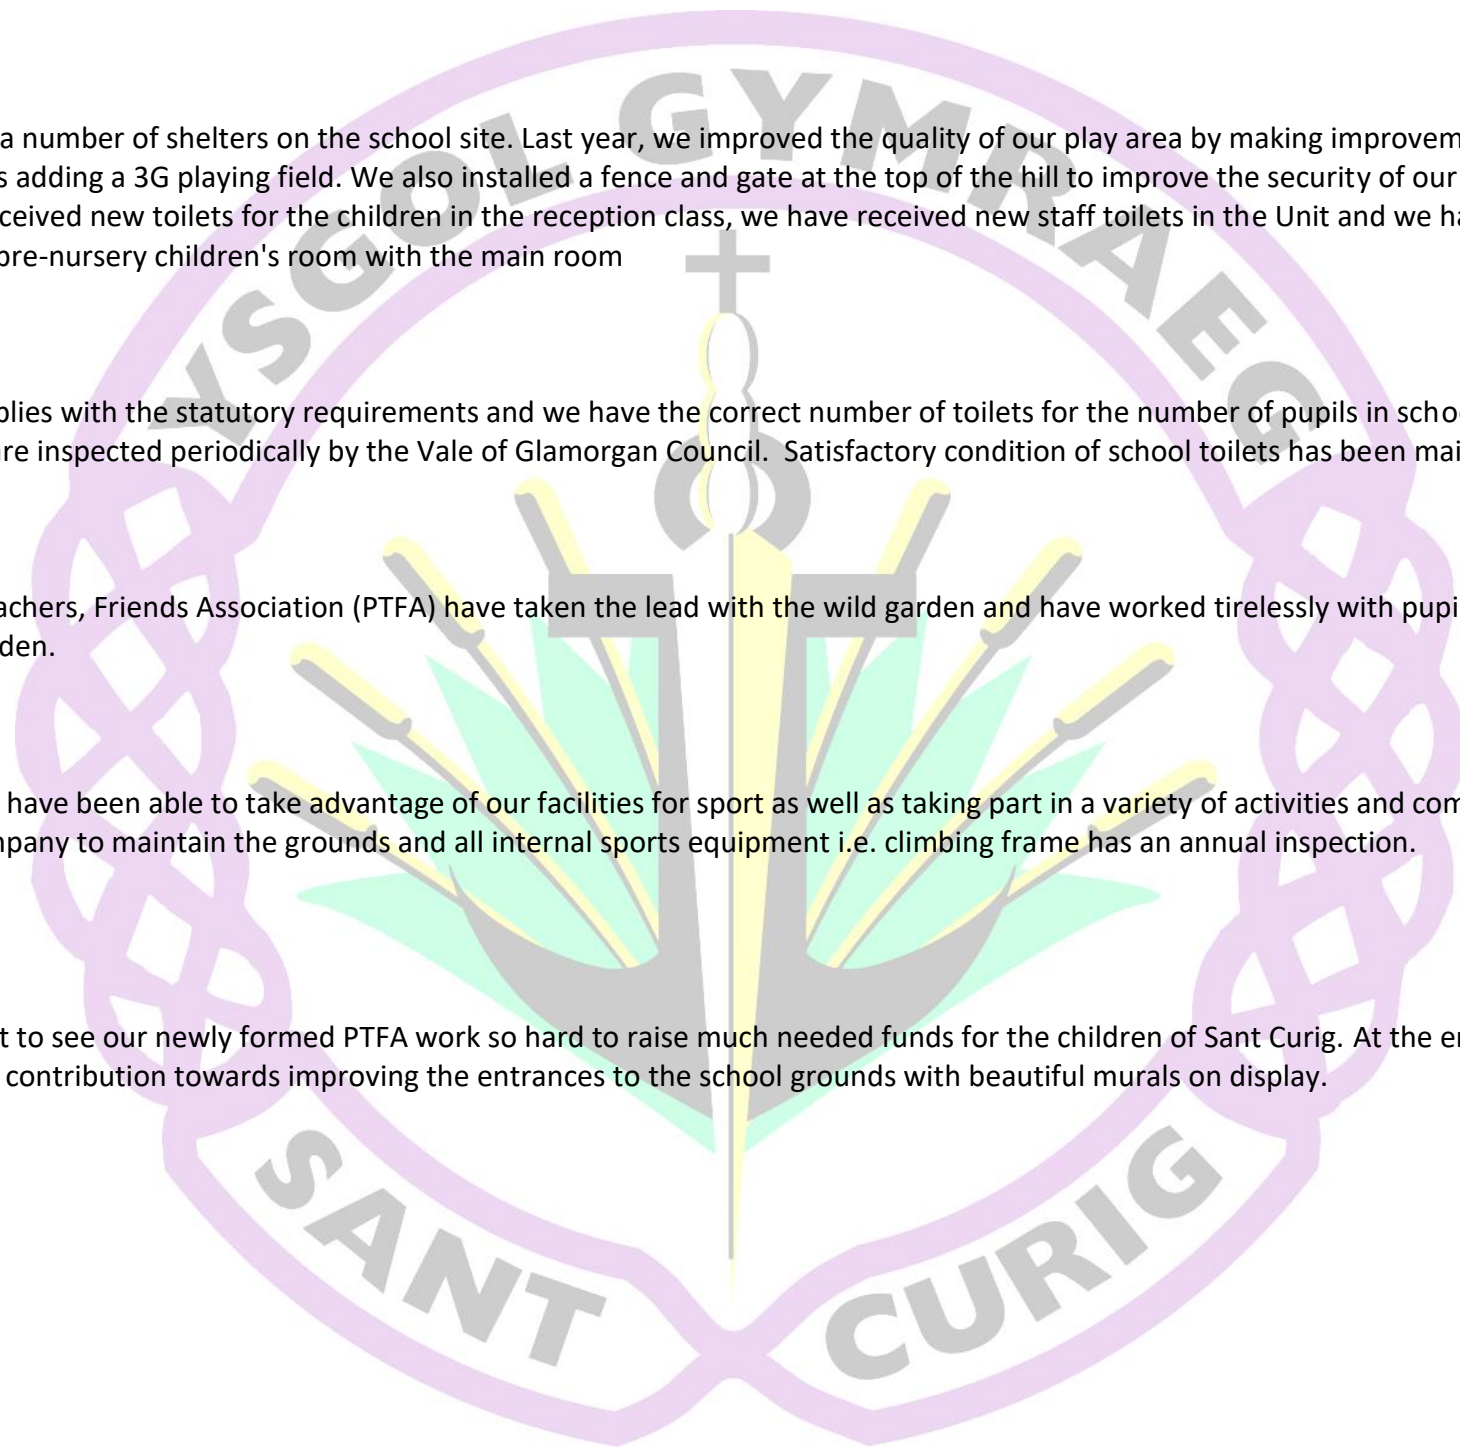 YSGOL GYMRAEG
a number of shelters on the school site. Last year, we improved the quality of our play area by making improvem
s adding a 3G playing field. We also installed a fence and gate at the top of the hill to improve the security of our
ceived new toilets for the children in the reception class, we have received new staff toilets in the Unit and we ha
pre-nursery children's room with the main room
plies with the statutory requirements and we have the correct number of toilets for the number of pupils in schoo
are inspected periodically by the Vale of Glamorgan Council.  Satisfactory condition of school toilets has been mai
achers, Friends Association (PTFA) have taken the lead with the wild garden and have worked tirelessly with pupi
den.
have been able to take advantage of our facilities for sport as well as taking part in a variety of activities and com
mpany to maintain the grounds and all internal sports equipment i.e. climbing frame has an annual inspection.
t to see our newly formed PTFA work so hard to raise much needed funds for the children of Sant Curig. At the en
contribution towards improving the entrances to the school grounds with beautiful murals on display.
SANT CURIG